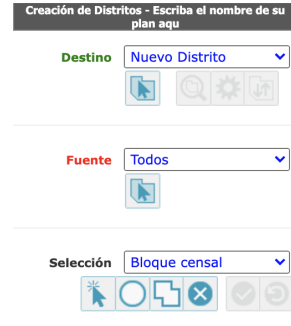 Creación de Distritos - Escriba el nombre de su
plan aqu
Destino Nuevo Distrito
Fuente Todos
Selección Bloque censal